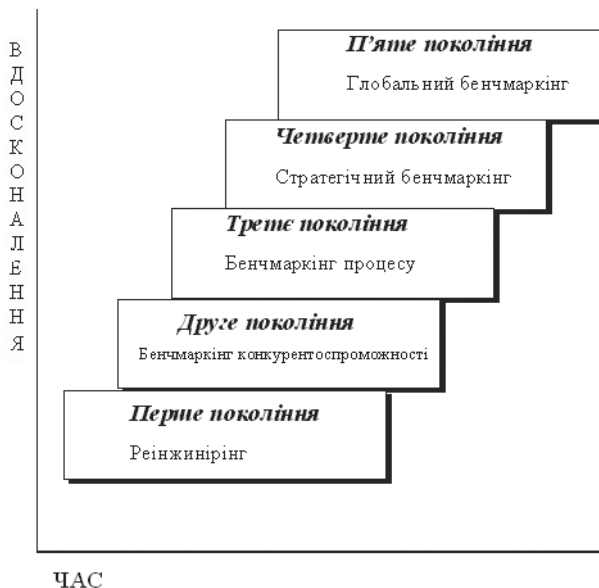 ВДОСКОНАЛЕННЯ
П’яте покоління
Глобальний бенчмаркінг
Четверте покоління
Стратегічний бенчмаркінг
Третє покоління
Бенчмаркінг процесу
Друге покоління
Бенчмаркінг конкурентоспроможності
Перше покоління
Реінжинірінг
ЧАС